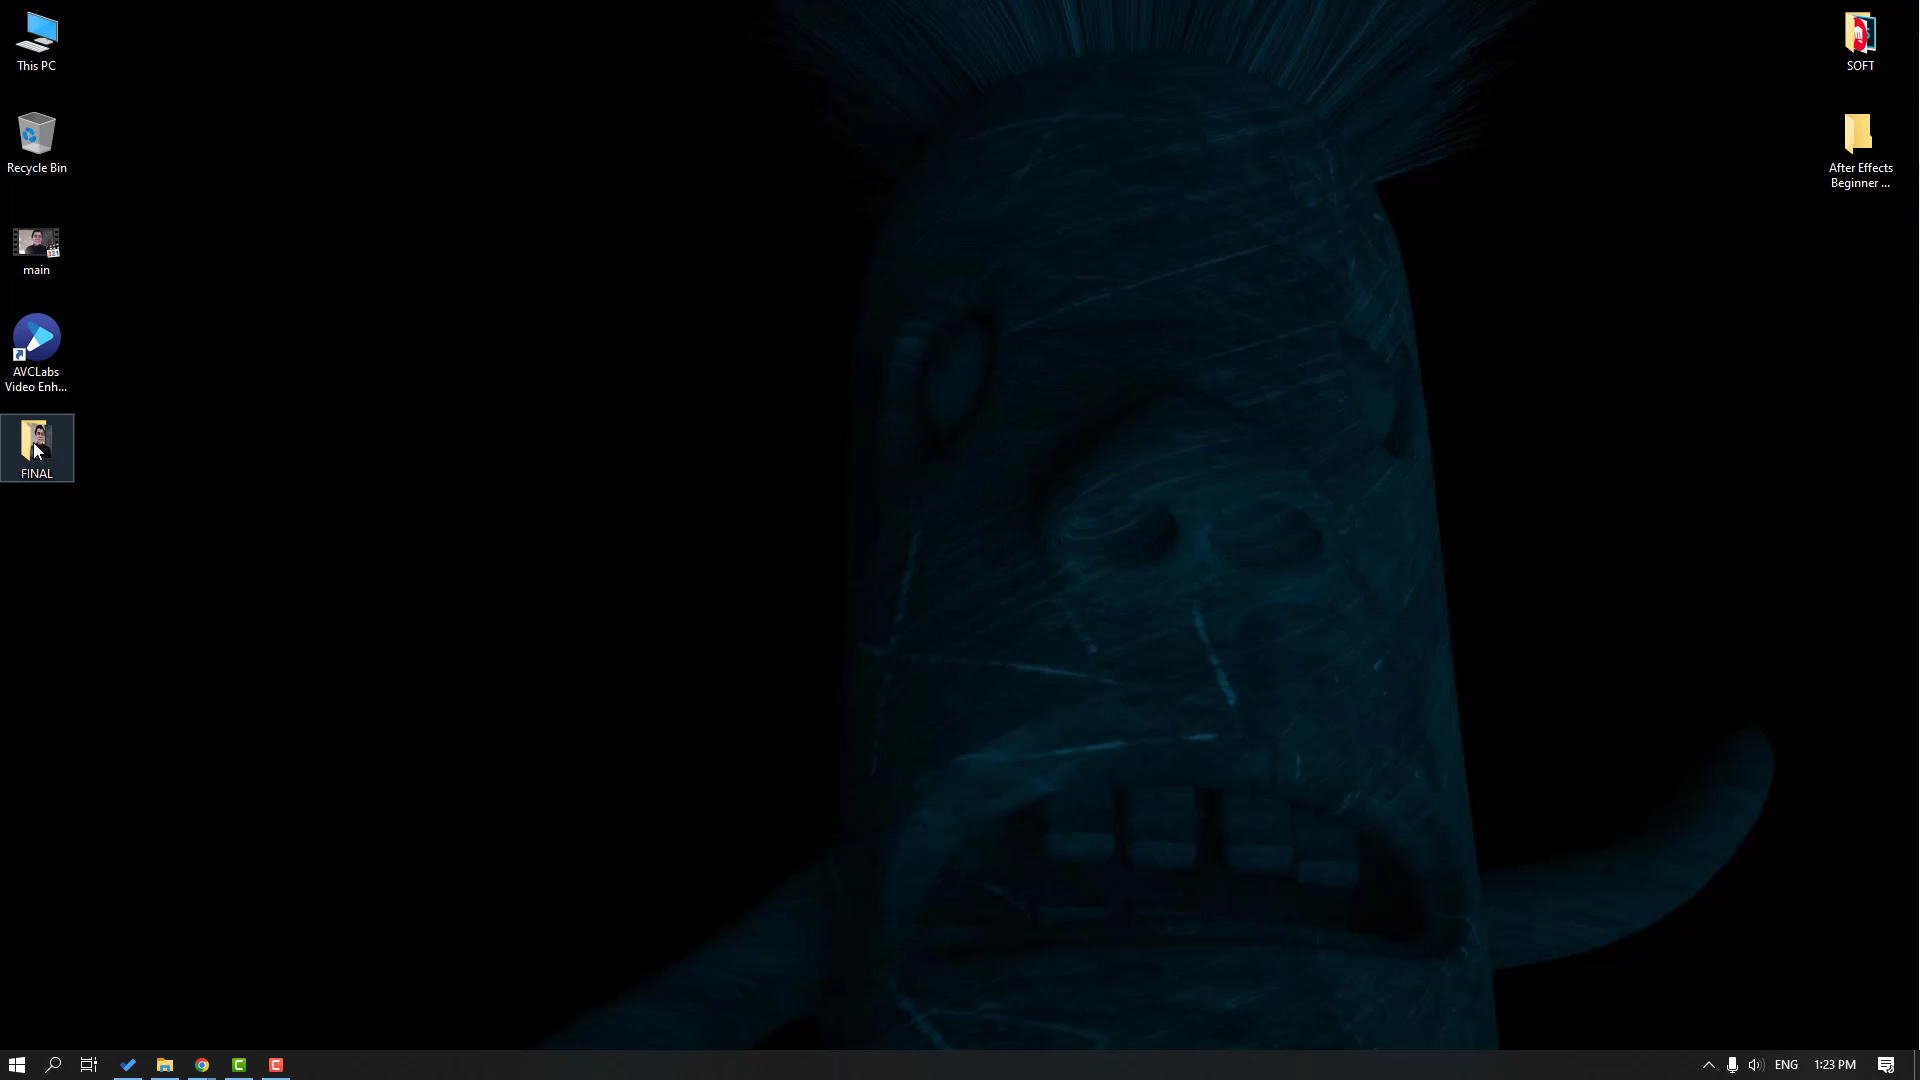 This PC
Recycle Bin
main
AVCLabs
Video Enh...
FINAL
SOFT
After Effects
Beginner ...
ENG
1:23 PM